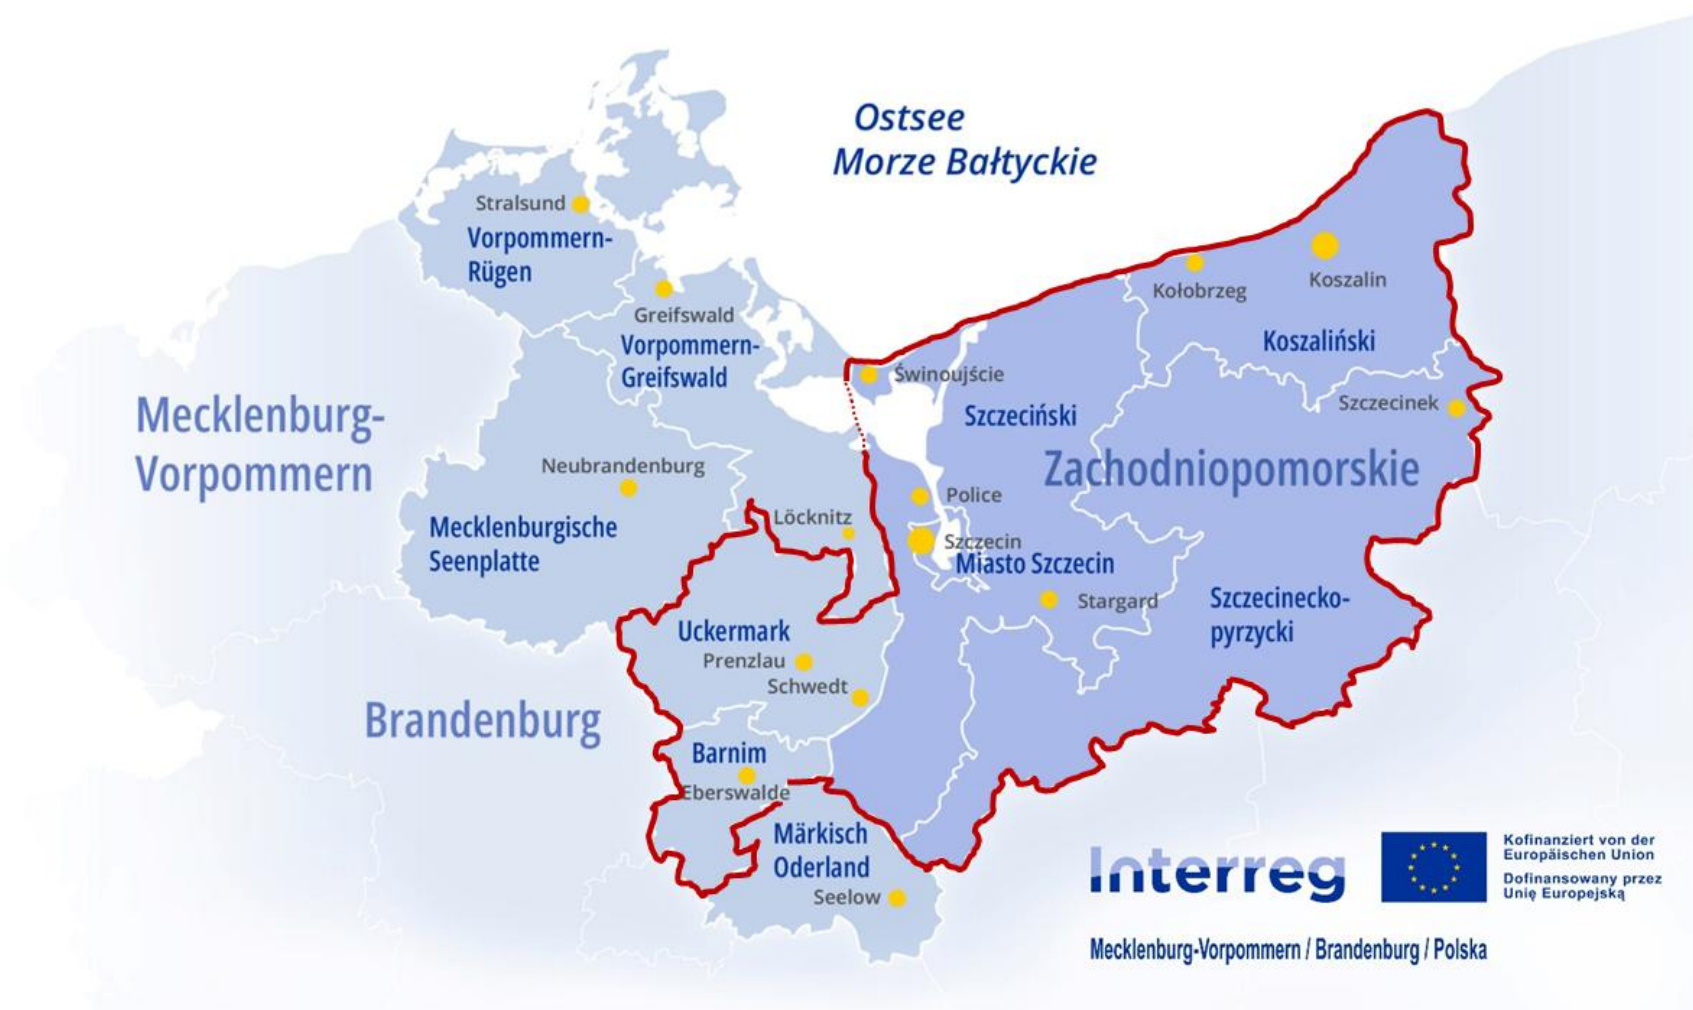 Ostsee
Morze Bałtyckie
Stralsund
Vorpommern-
Rügen
Greifswald
Vorpommern-
Greifswald
Kołobrzeg
Koszalin
Koszaliński
Świnoujście
Szczeciński
Szczecinek
Mecklenburg-
Vorpommern
Zachodniopomorskie
Neubrandenburg
Mecklenburgische
Seenplatte
Löcknitz
Police
Szczecin
Miasto Szczecin
Stargard
Szczecinecko-
pyrzycki
Uckermark
Prenzlau
Schwedt
Brandenburg
Barnim
Eberswalde
Märkisch
Oderland
Seelow
Interreg
Kofinanziert von der
Europäischen Union
Dofinansowany przez
Unię Europejską
Mecklenburg-Vorpommern / Brandenburg / Polska